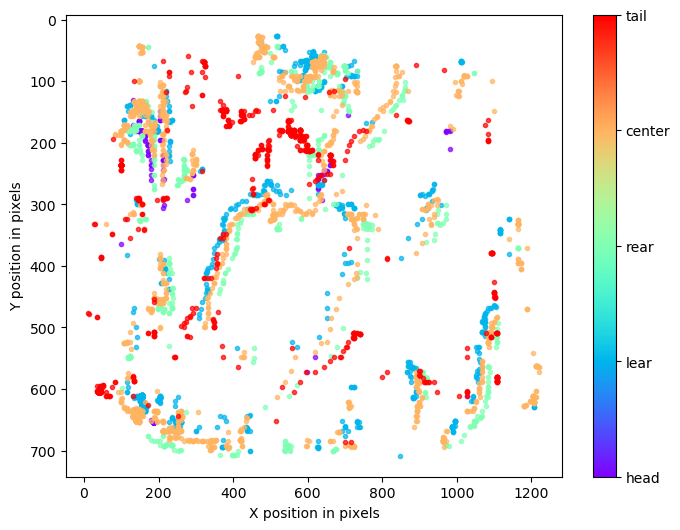 0
100
200
300
400
500
600
700
Y position in pixels
0 200 400 600 800 1000 1200
X position in pixels
tail
center
rear
lear
head